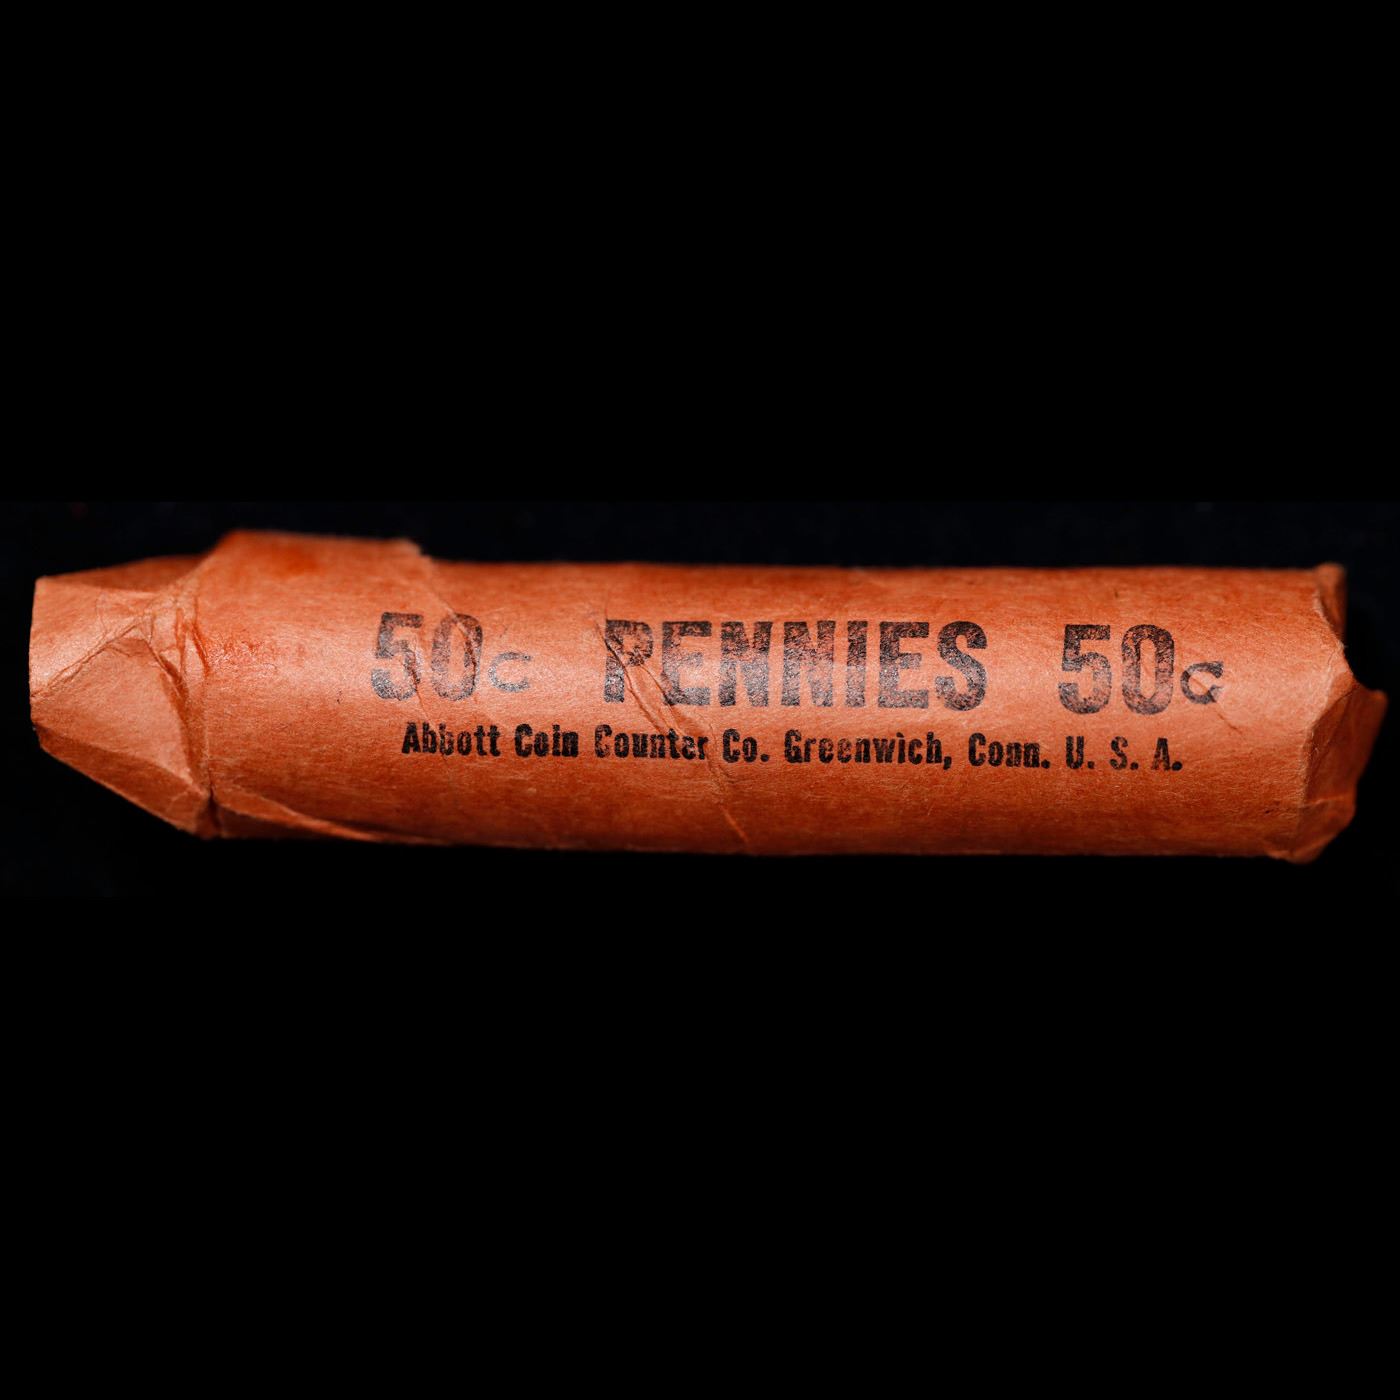 50c PENNIES 50c
Abbott Coin Counter Co. Greenwich, Conn. U. S. A.